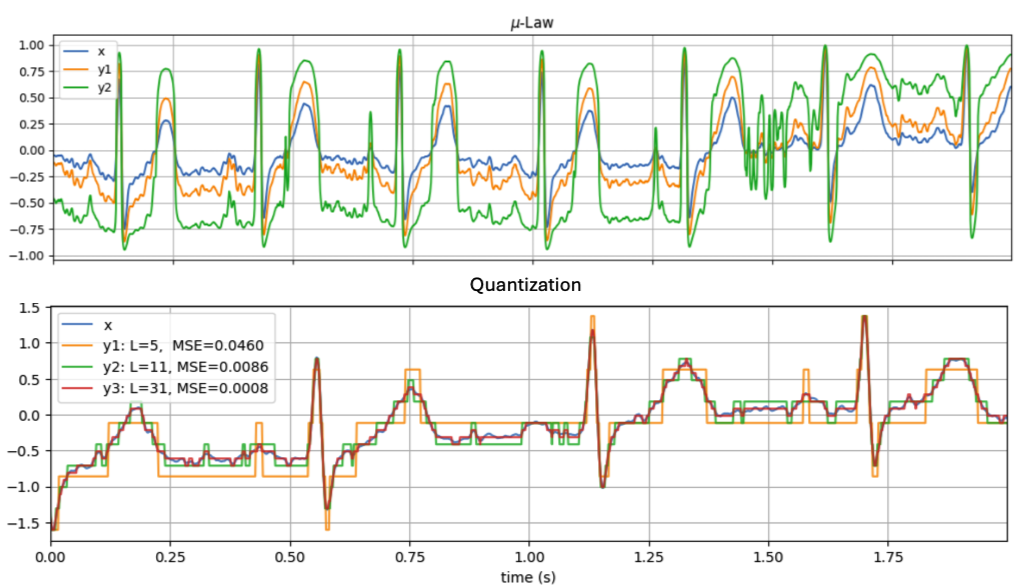 μ-Law
1.00
0.75
0.50
0.25
0.00
−0.25
−0.50
−0.75
−1.00
x
y1
y2
Quantization
1.5
1.0
0.5
0.0
−0.5
−1.0
−1.5
x
y1: L=5, MSE=0.0460
y2: L=11, MSE=0.0086
y3: L=31, MSE=0.0008
0.00 0.25 0.50 0.75 1.00 1.25 1.50 1.75
time (s)